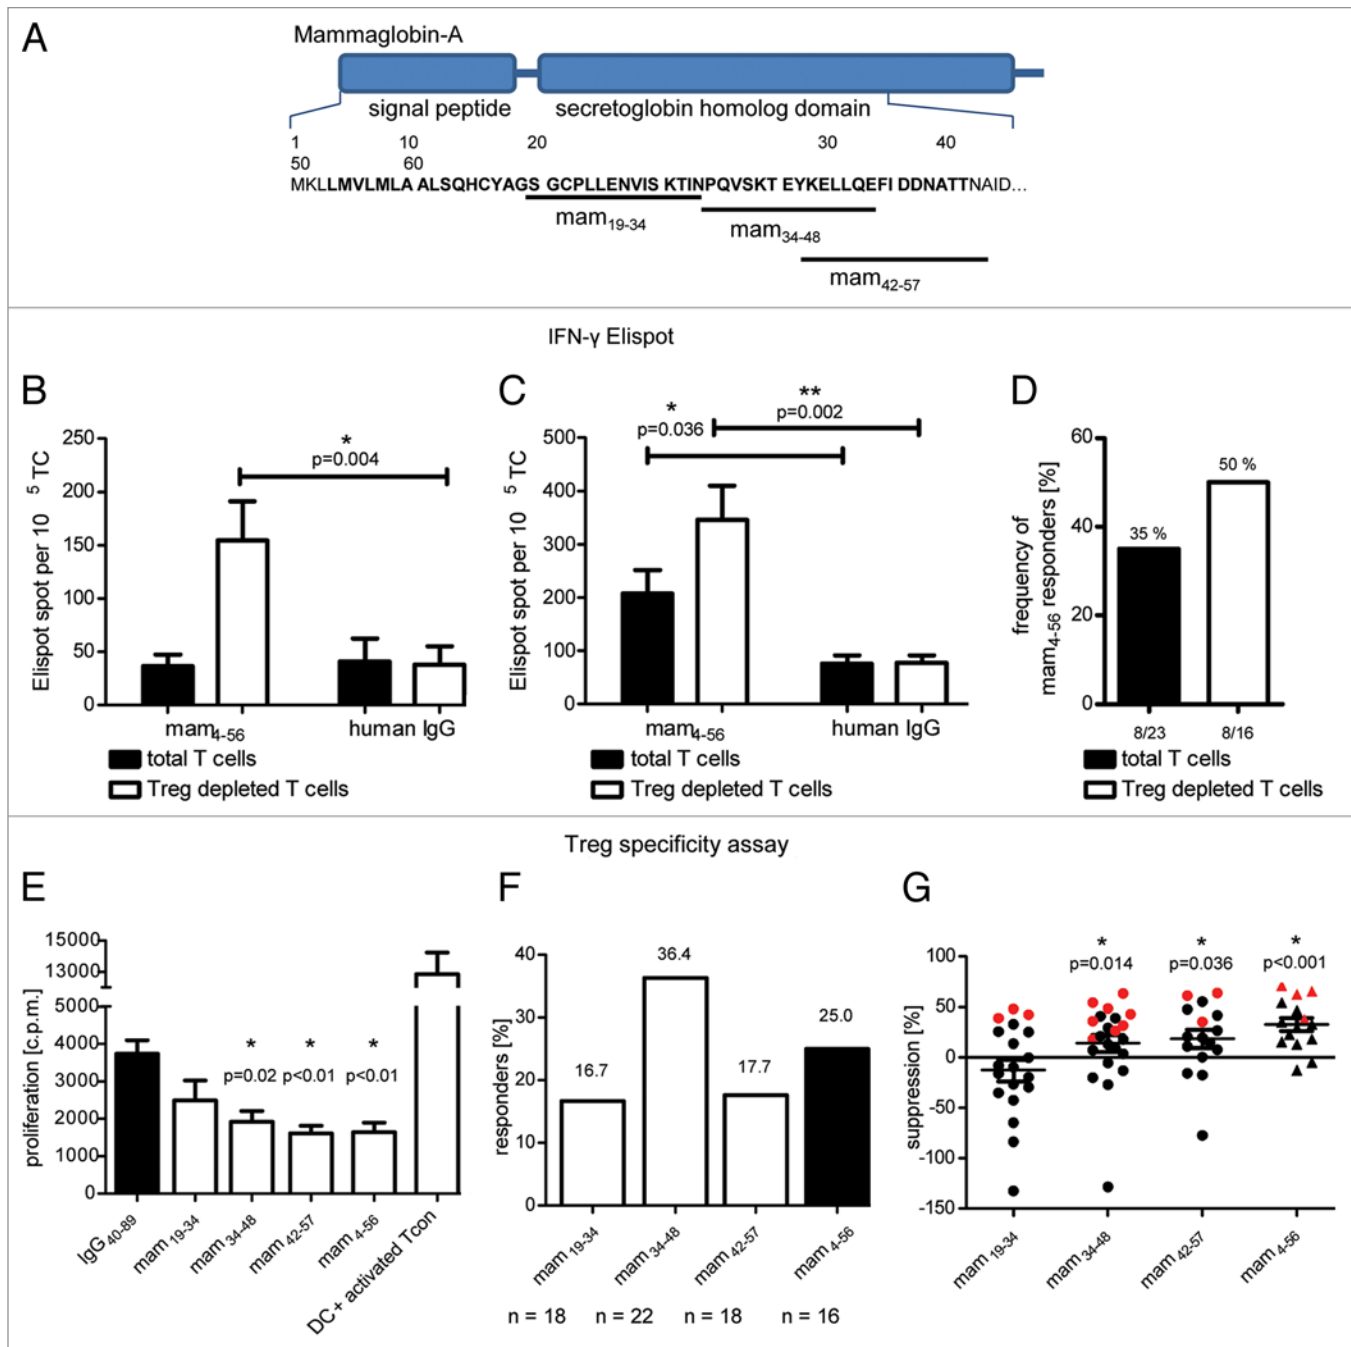 A
Mammaglobin-A
signal peptide secretoglobin homolog domain
1 10 20 30 40
50 60
MKLLMVLMLA ALSQHCYAGS GCPLLENVIS KTINPQVSKT EYKELLQEFI DDNATTNAID...
mam19-34
mam34-48
mam42-57
IFN-γ Elispot
B
Elispot spot per 10 5 TC
250
200
150
100
50
0
*
p=0.004
mam4-56 human IgG
total T cells
Treg depleted T cells
C
Elispot spot per 10 5 TC
500
400
300
200
100
0
*
p=0.036
**
p=0.002
mam4-56 human IgG
total T cells
Treg depleted T cells
D
frequency of
mam4-56 responders [%]
60
40
20
0
35 %
50 %
8/23 8/16
total T cells
Treg depleted T cells
Treg specificity assay
E
proliferation [c.p.m.]
15000
13000
5000
4000
3000
2000
1000
0
* * *
p=0.02 p<0.01 p<0.01
IgG40-89
mam 19-34
mam 34-48
mam 42-57
mam 4-56
DC+ activated Tcon
F
responders [%]
40
30
20
10
0
16.7
36.4
17.7
25.0
mam 19-34
mam 34-48
mam 42-57
mam 4-56
n = 18 n = 22 n = 18 n = 16
G
suppression [%]
100
50
0
-50
-100
-150
* * *
p=0.014 p=0.036 p<0.001
mam 19-34
mam 34-48
mam 42-57
mam 4-56